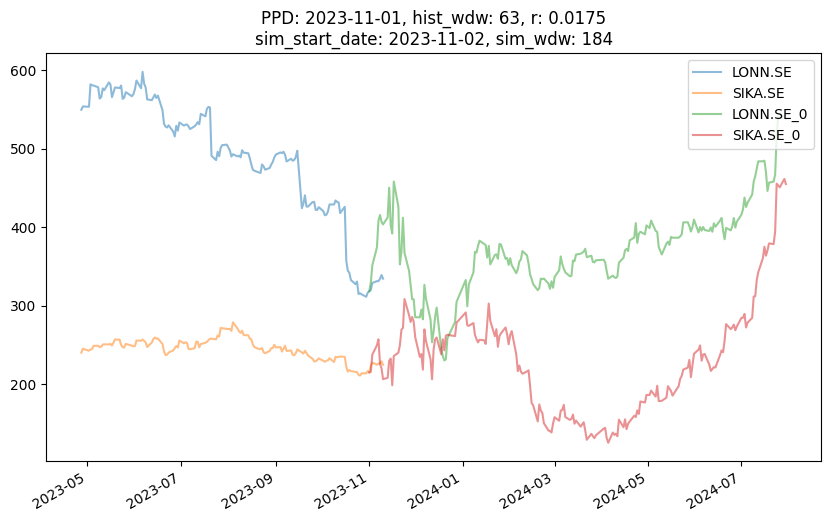 PPD: 2023-11-01, hist_wdw: 63, r: 0.0175
sim_start_date: 2023-11-02, sim_wdw: 184
LONN.SE
SIKA.SE
LONN.SE_0
SIKA.SE_0
600
500
400
300
200
2023-05
2023-07
2023-09
2023-11
2024-01
2024-03
2024-05
2024-07